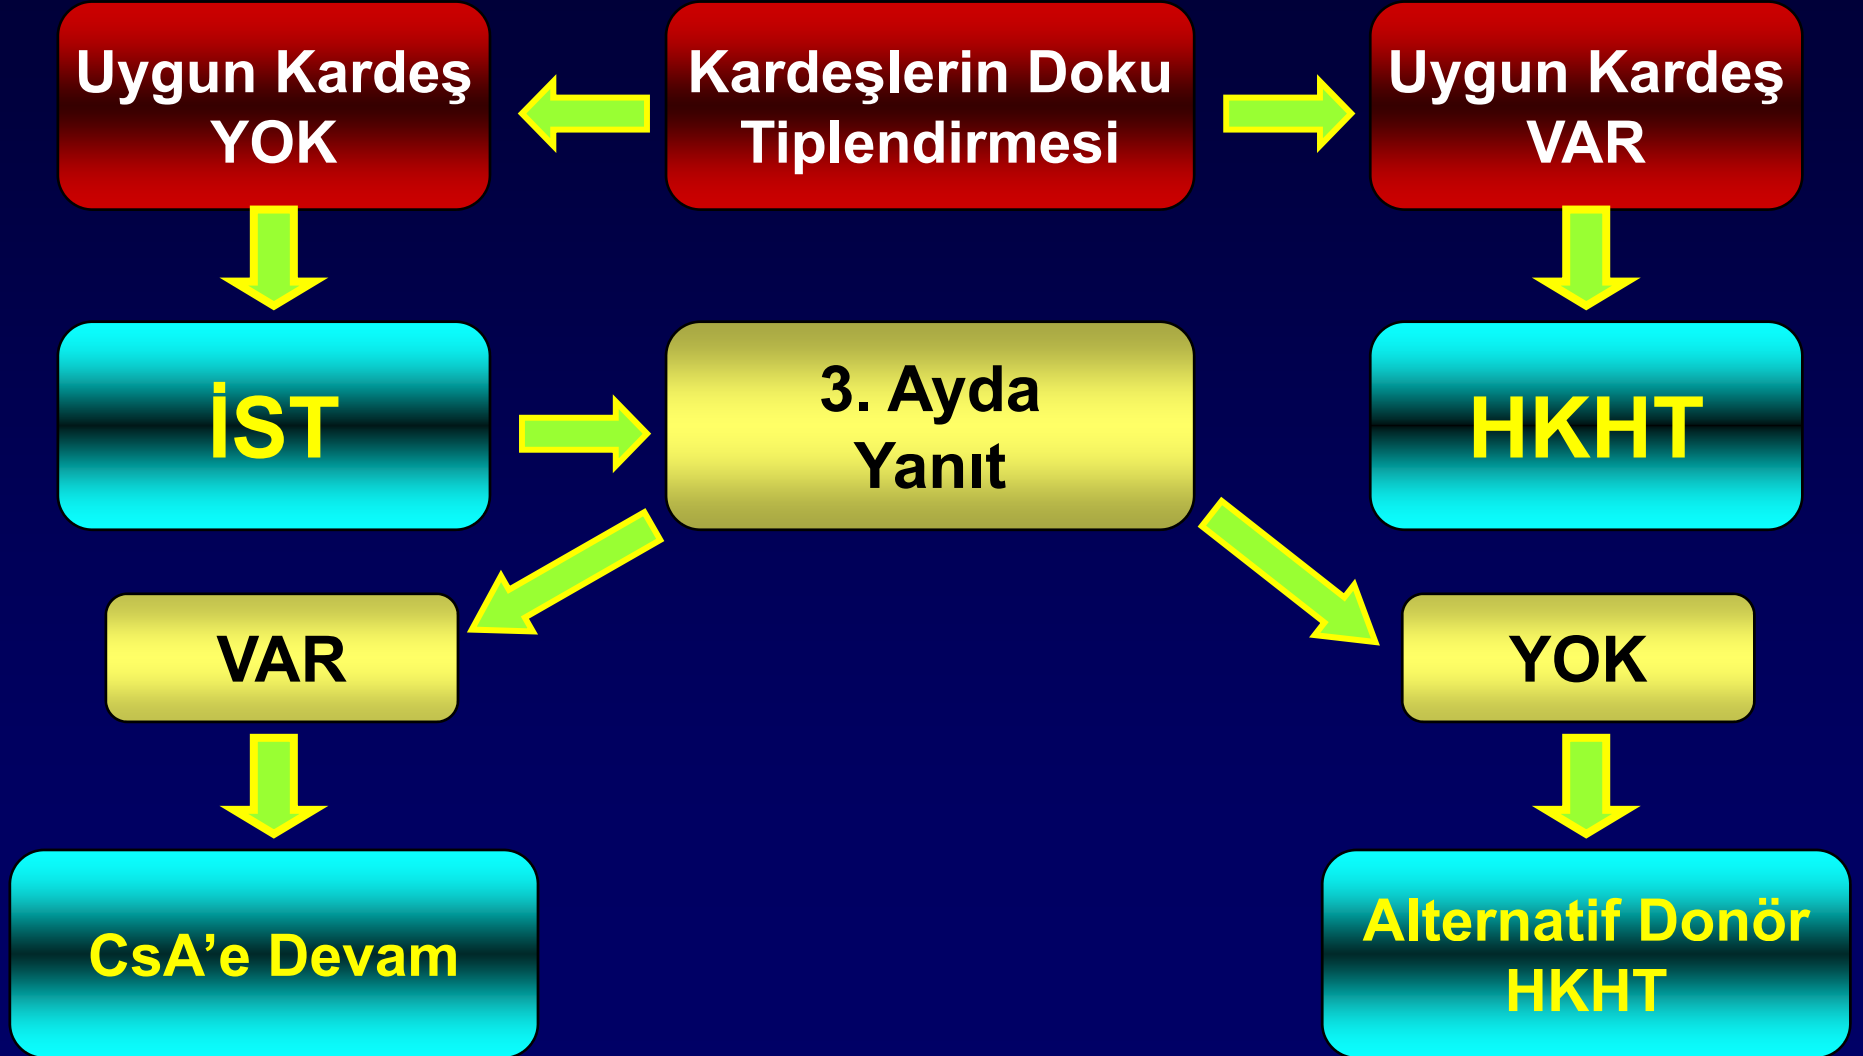 Uygun Kardeş
YOK
Kardeşlerin Doku
Tiplendirmesi
Uygun Kardeş
VAR
İST
3. Ayda
Yanıt
HKHT
VAR
YOK
CsA’e Devam
Alternatif Donör
HKHT